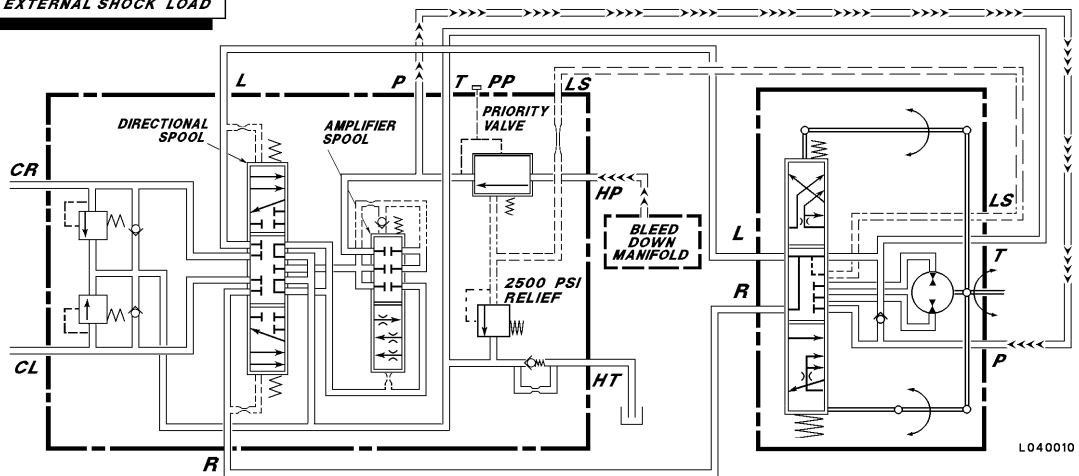 EXTERNAL SHOCK LOAD
L
P
T
PP
LS
DIRECTIONAL
SPOOL
AMPLIFIER
SPOOL
PRIORITY
VALVE
CR
HP
BLEED
DOWN
MANIFOLD
LS
L
T
2500 PSI
RELIEF
R
CL
HT
P
R
L040010